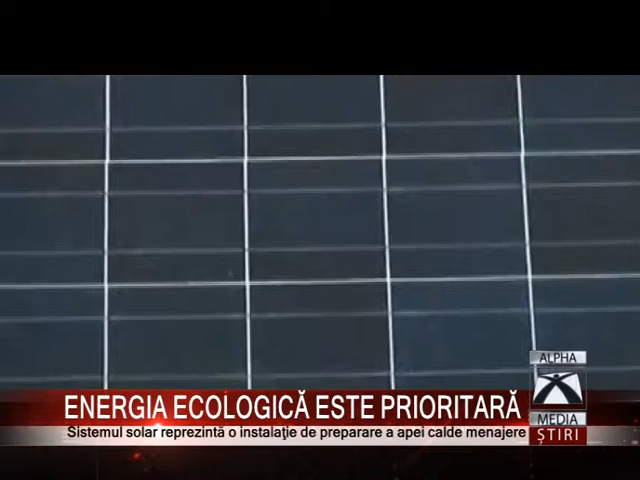 ENERGIA ECOLOGICĂ ESTE PRIORITARĂ
Sistemul solar reprezintă o instalaţie de preparare a apei calde menajere
ALPHA
MEDIA
ŞTIRI